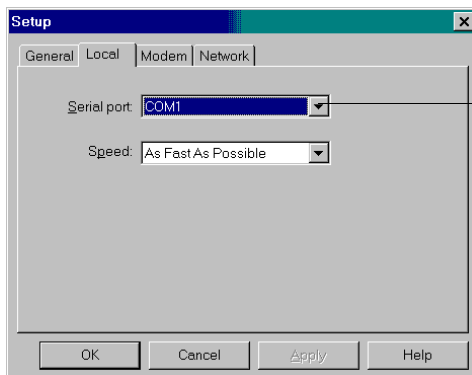 Setup
General Local Modem Network
Serial port: COM1
Speed: As Fast As Possible
OK Cancel Apply Help